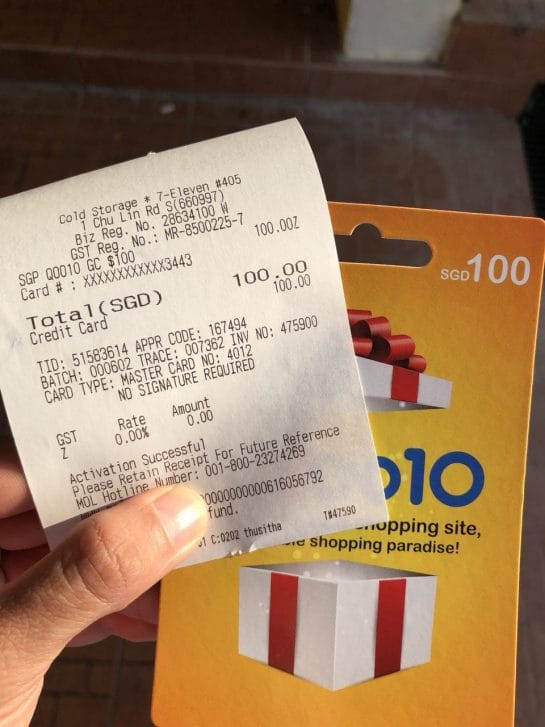 Cold Storage * 7-Eleven #405
1 Chu Lin Rd S(660997)
Biz Reg. No. 28634100 W
GST Reg. No.: MR-8500225-7
SGP Q0010 GC $100 100.00Z
Card # : XXXXXXXXXXXX3443
Total(SGD) 100.00
Credit Card 100.00
TID: 51583614 APPR CODE: 167494
BATCH: 000602 TRACE: 007362 INV NO: 475900
CARD TYPE: MASTER CARD NO: 4012
NO SIGNATURE REQUIRED
Rate Amount
GST
Z 0.00% 0.00
Activation Successful
Please Retain Receipt For Future Reference
MOL Hotline Number: 001-800-23274269
0000000000616056792
fund.
C:0202 thusitha T#47590
SGD100
10
shopping site,
shopping paradise!